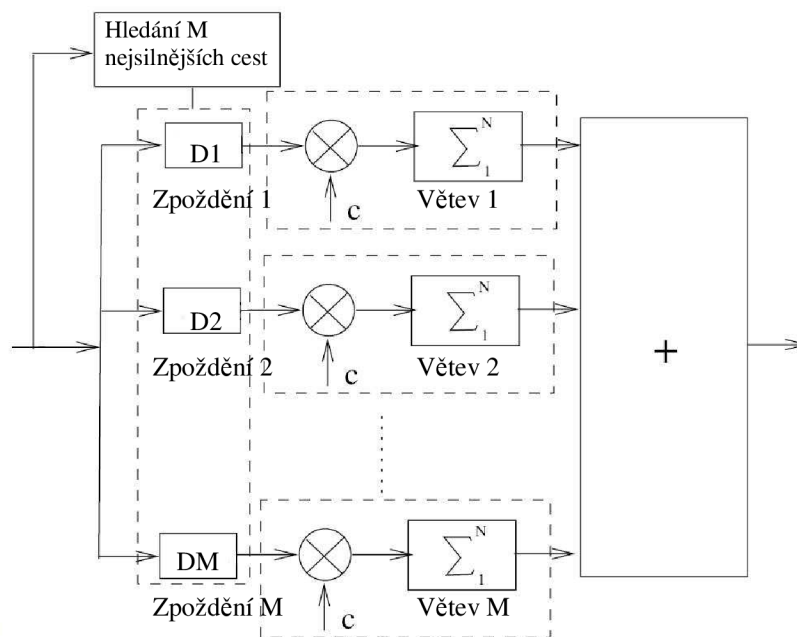 Hledání M
nejsilnějších cest
D1
Zpoždění 1
c
∑ N 1
Větev 1
D2
Zpoždění 2
c
∑ N 1
Větev 2
+
DM
Zpoždění M
c
∑ N 1
Větev M